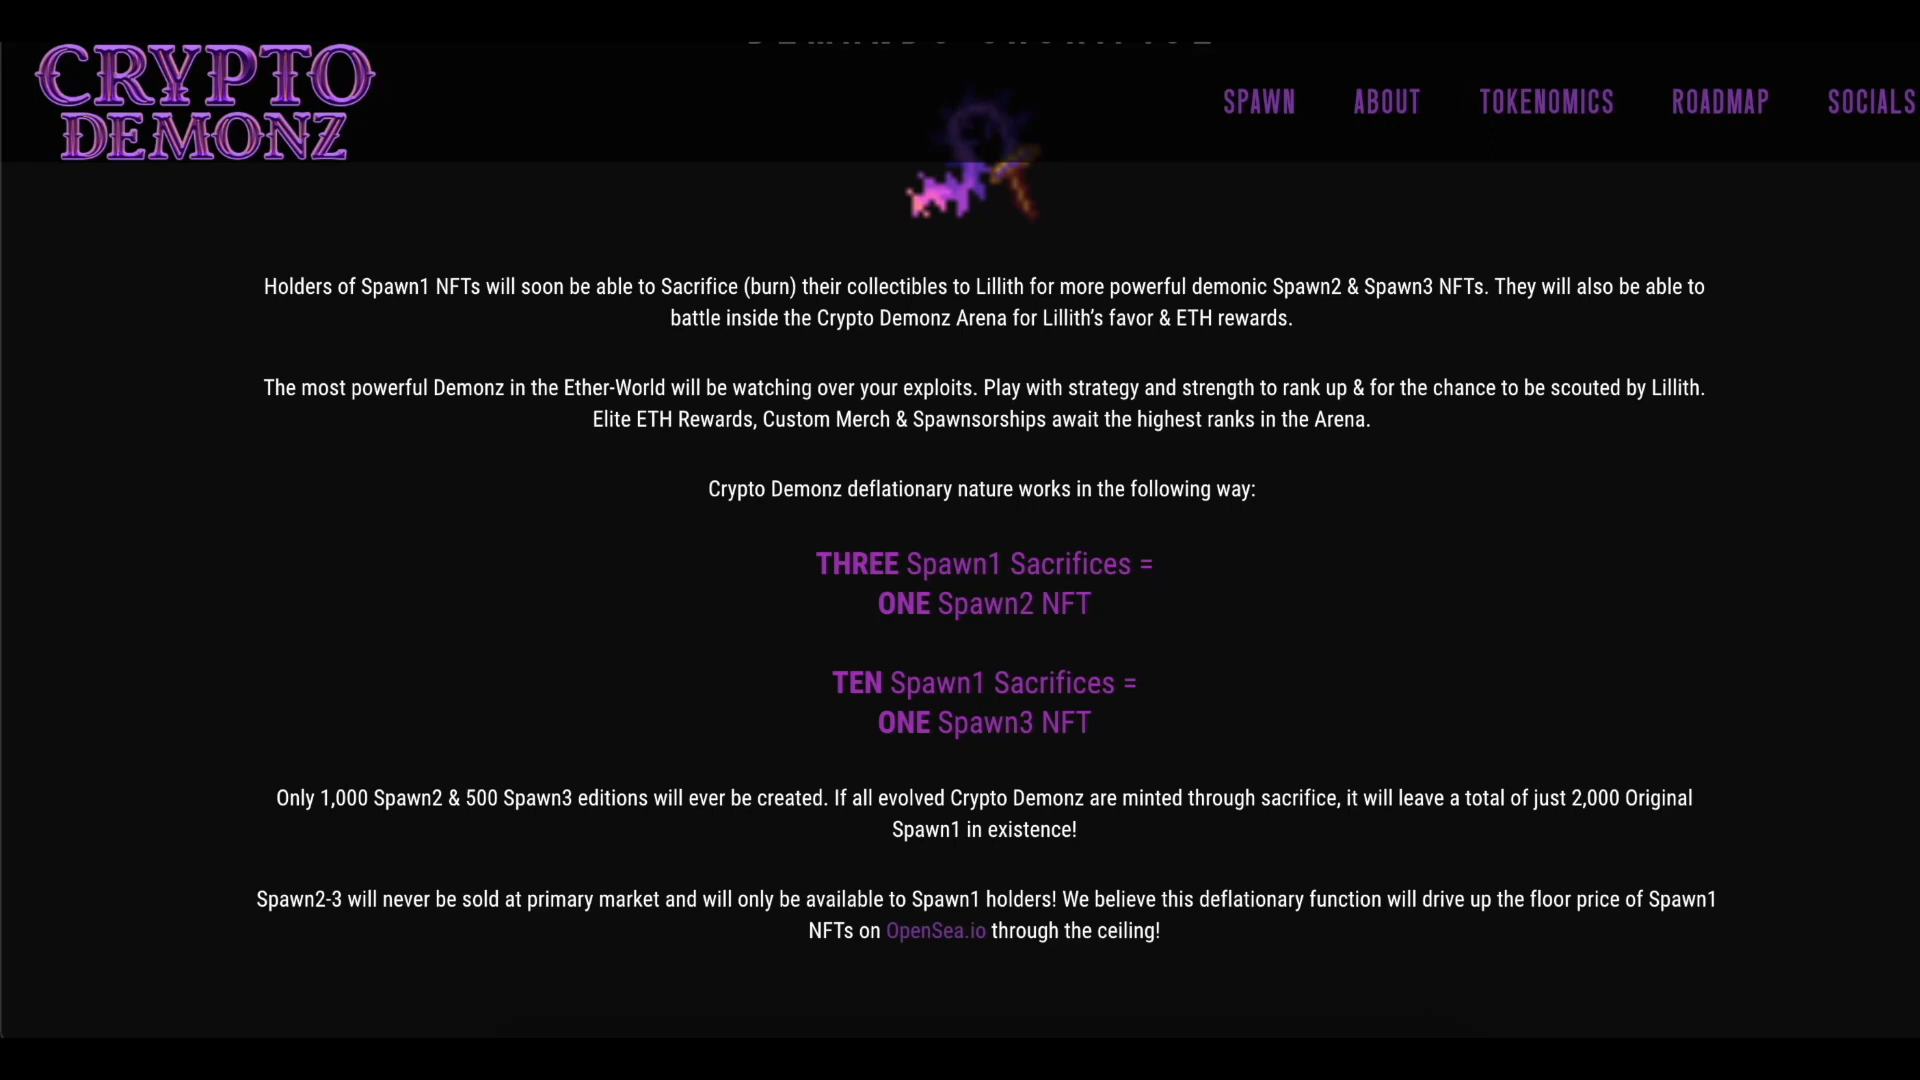 CRYPTO
DEMONZ
SPAWN ABOUT TOKENOMICS ROADMAP SOCIALS
Holders of Spawn1 NFTs will soon be able to Sacrifice (burn) their collectibles to Lillith for more powerful demonic Spawn2 & Spawn3 NFTs. They will also be able to
battle inside the Crypto Demonz Arena for Lillith’s favor & ETH rewards.
The most powerful Demonz in the Ether-World will be watching over your exploits. Play with strategy and strength to rank up & for the chance to be scouted by Lillith.
Elite ETH Rewards, Custom Merch & Spawnsorships await the highest ranks in the Arena.
Crypto Demonz deflationary nature works in the following way:
THREE Spawn1 Sacrifices =
ONE Spawn2 NFT
TEN Spawn1 Sacrifices =
ONE Spawn3 NFT
Only 1,000 Spawn2 & 500 Spawn3 editions will ever be created. If all evolved Crypto Demonz are minted through sacrifice, it will leave a total of just 2,000 Original
Spawn1 in existence!
Spawn2-3 will never be sold at primary market and will only be available to Spawn1 holders! We believe this deflationary function will drive up the floor price of Spawn1
NFTs on OpenSea.io through the ceiling!